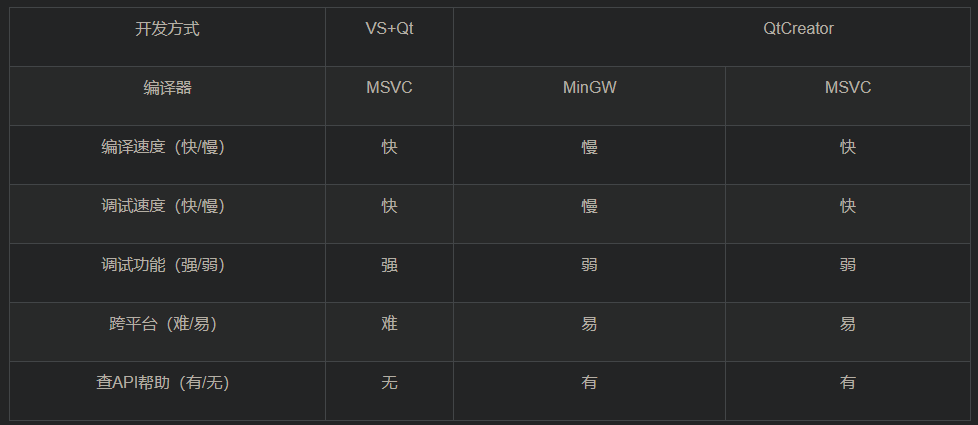 开发方式 VS+Qt QtCreator
编译器 MSVC MinGW MSVC
编译速度（快/慢） 快 慢 快
调试速度（快/慢） 快 慢 快
调试功能（强/弱） 强 弱 弱
跨平台（难/易） 难 易 易
查API帮助（有/无） 无 有 有